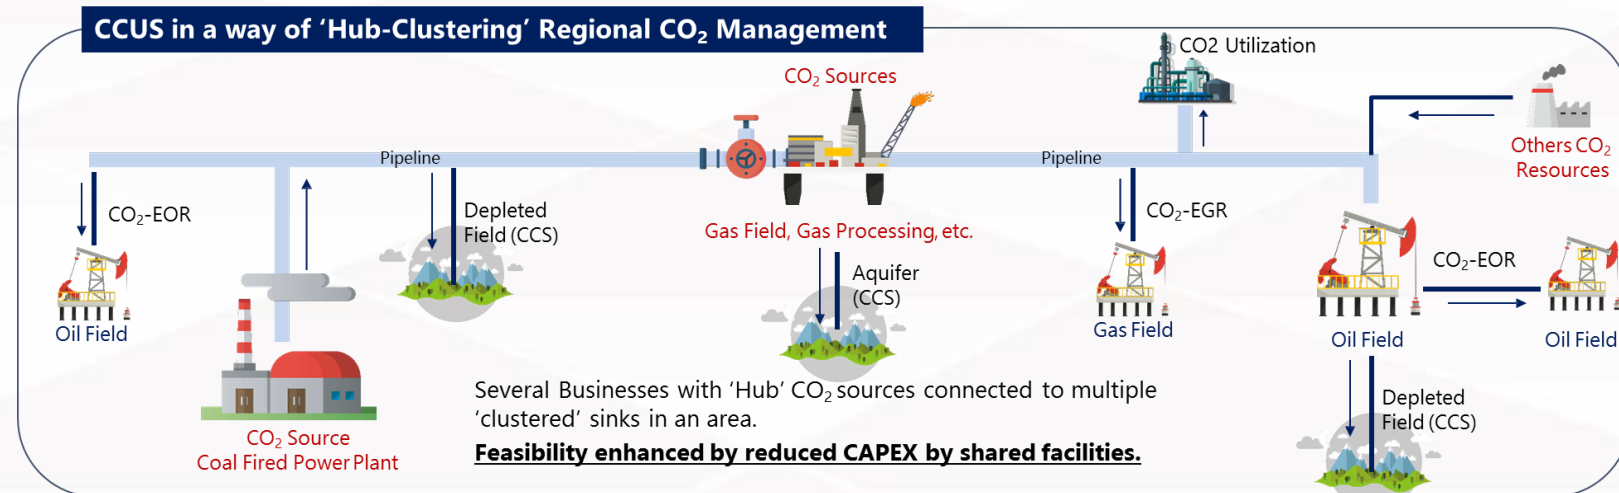 CCUS in a way of ‘Hub-Clustering’ Regional CO₂ Management
CO2 Utilization
CO₂ Sources
Others CO₂
Resources
Pipeline
Pipeline
CO₂-EOR
Depleted
Field (CCS)
Gas Field, Gas Processing, etc.
CO₂-EGR
CO₂-EOR
Aquifer
(CCS)
Oil Field
Gas Field
Oil Field
Oil Field
Several Businesses with ‘Hub’ CO₂ sources connected to multiple
‘clustered’ sinks in an area.
Feasibility enhanced by reduced CAPEX by shared facilities.
Depleted
Field (CCS)
CO₂ Source
Coal Fired Power Plant